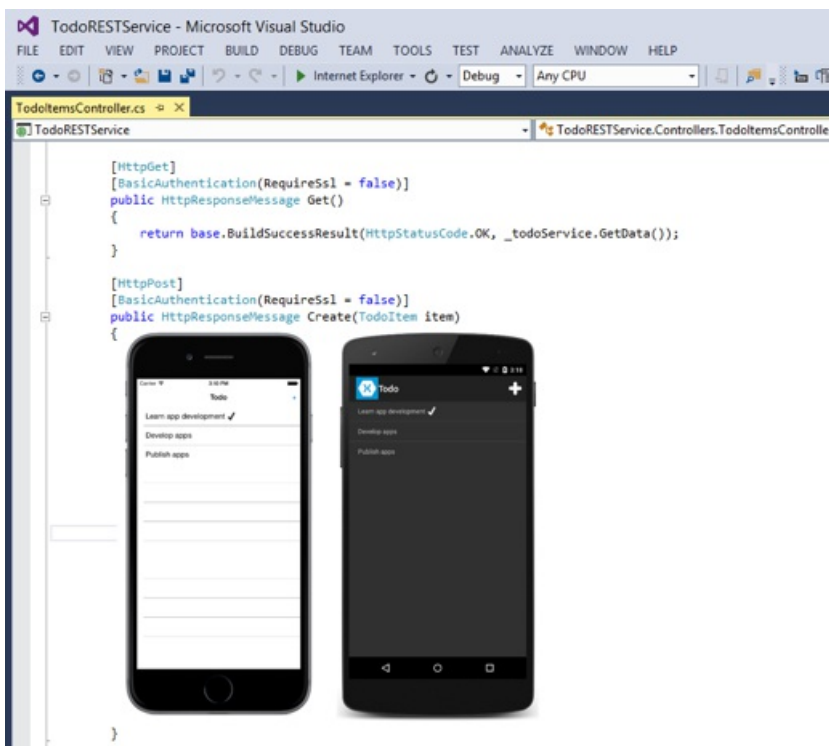 TodoRESTService - Microsoft Visual Studio
FILE EDIT VIEW PROJECT BUILD DEBUG TEAM TOOLS TEST ANALYZE WINDOW HELP
Internet Explorer Debug Any CPU
TodoItemsController.cs
TodoRESTService TodoRESTService.Controllers.TodoItemsControlle
[HttpGet]
[BasicAuthentication(RequireSsl = false)]
public HttpResponseMessage Get()
{
return base.BuildSuccessResult(HttpStatusCode.OK, _todoService.GetData());
}
[HttpPost]
[BasicAuthentication(RequireSsl = false)]
public HttpResponseMessage Create(TodoItem item)
{
Carrier
Todo
Learn app development ✓
Develop apps
Publish apps
Todo
Learn app development ✓
Develop apps
Publish apps
}